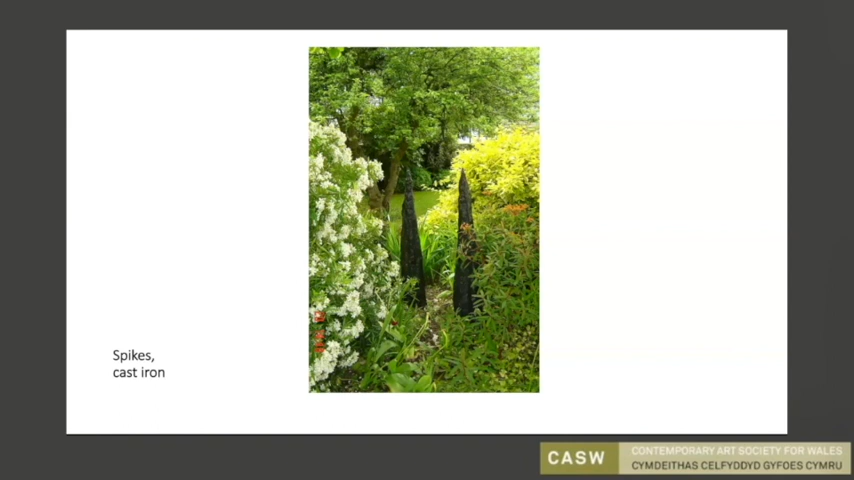 Spikes,
cast iron
CASW
CONTEMPORARY ART SOCIETY FOR WALES
CYMDEITHAS CELFYDDYD GYFOES CYMRU